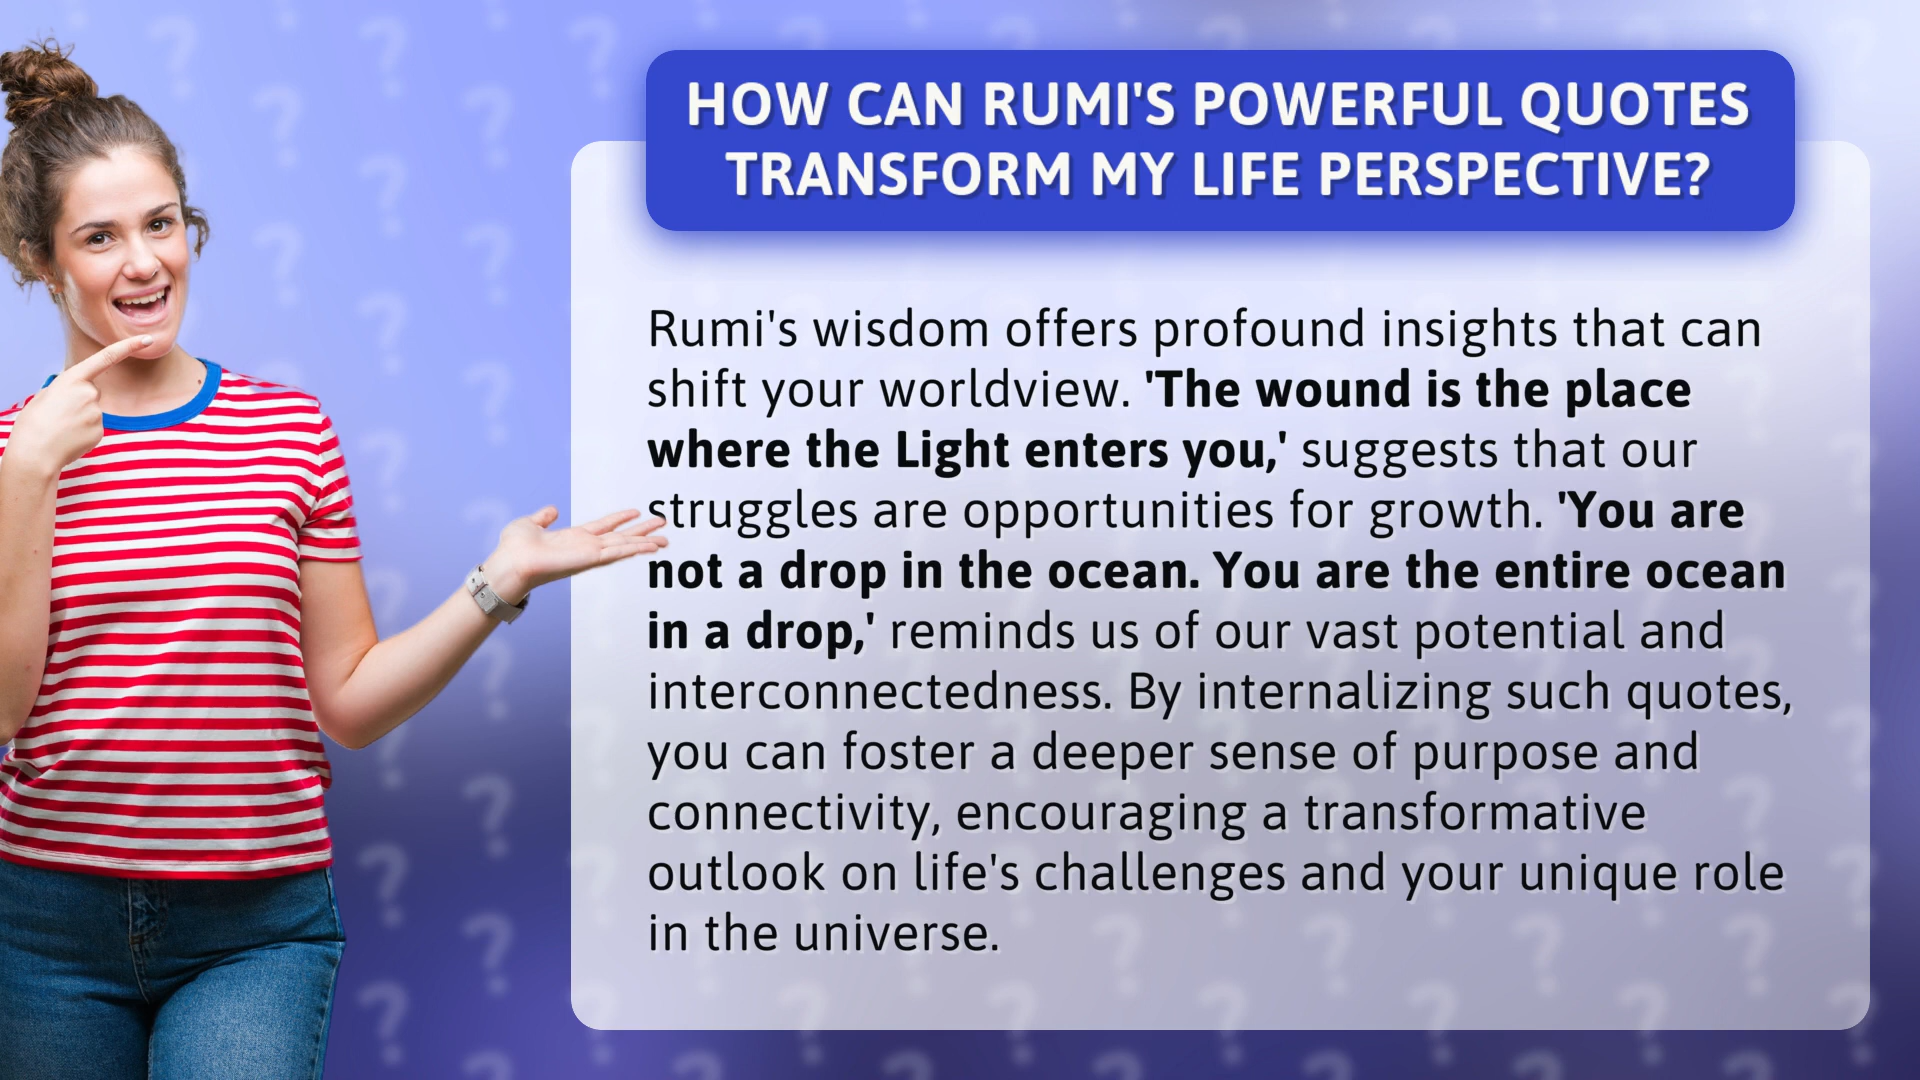 HOW CAN RUMI'S POWERFUL QUOTES
TRANSFORM MY LIFE PERSPECTIVE?
Rumi's wisdom offers profound insights that can
shift your worldview. 'The wound is the place
where the Light enters you,' suggests that our
struggles are opportunities for growth. 'You are
not a drop in the ocean. You are the entire ocean
in a drop,' reminds us of our vast potential and
interconnectedness. By internalizing such quotes,
you can foster a deeper sense of purpose and
connectivity, encouraging a transformative
outlook on life's challenges and your unique role
in the universe.